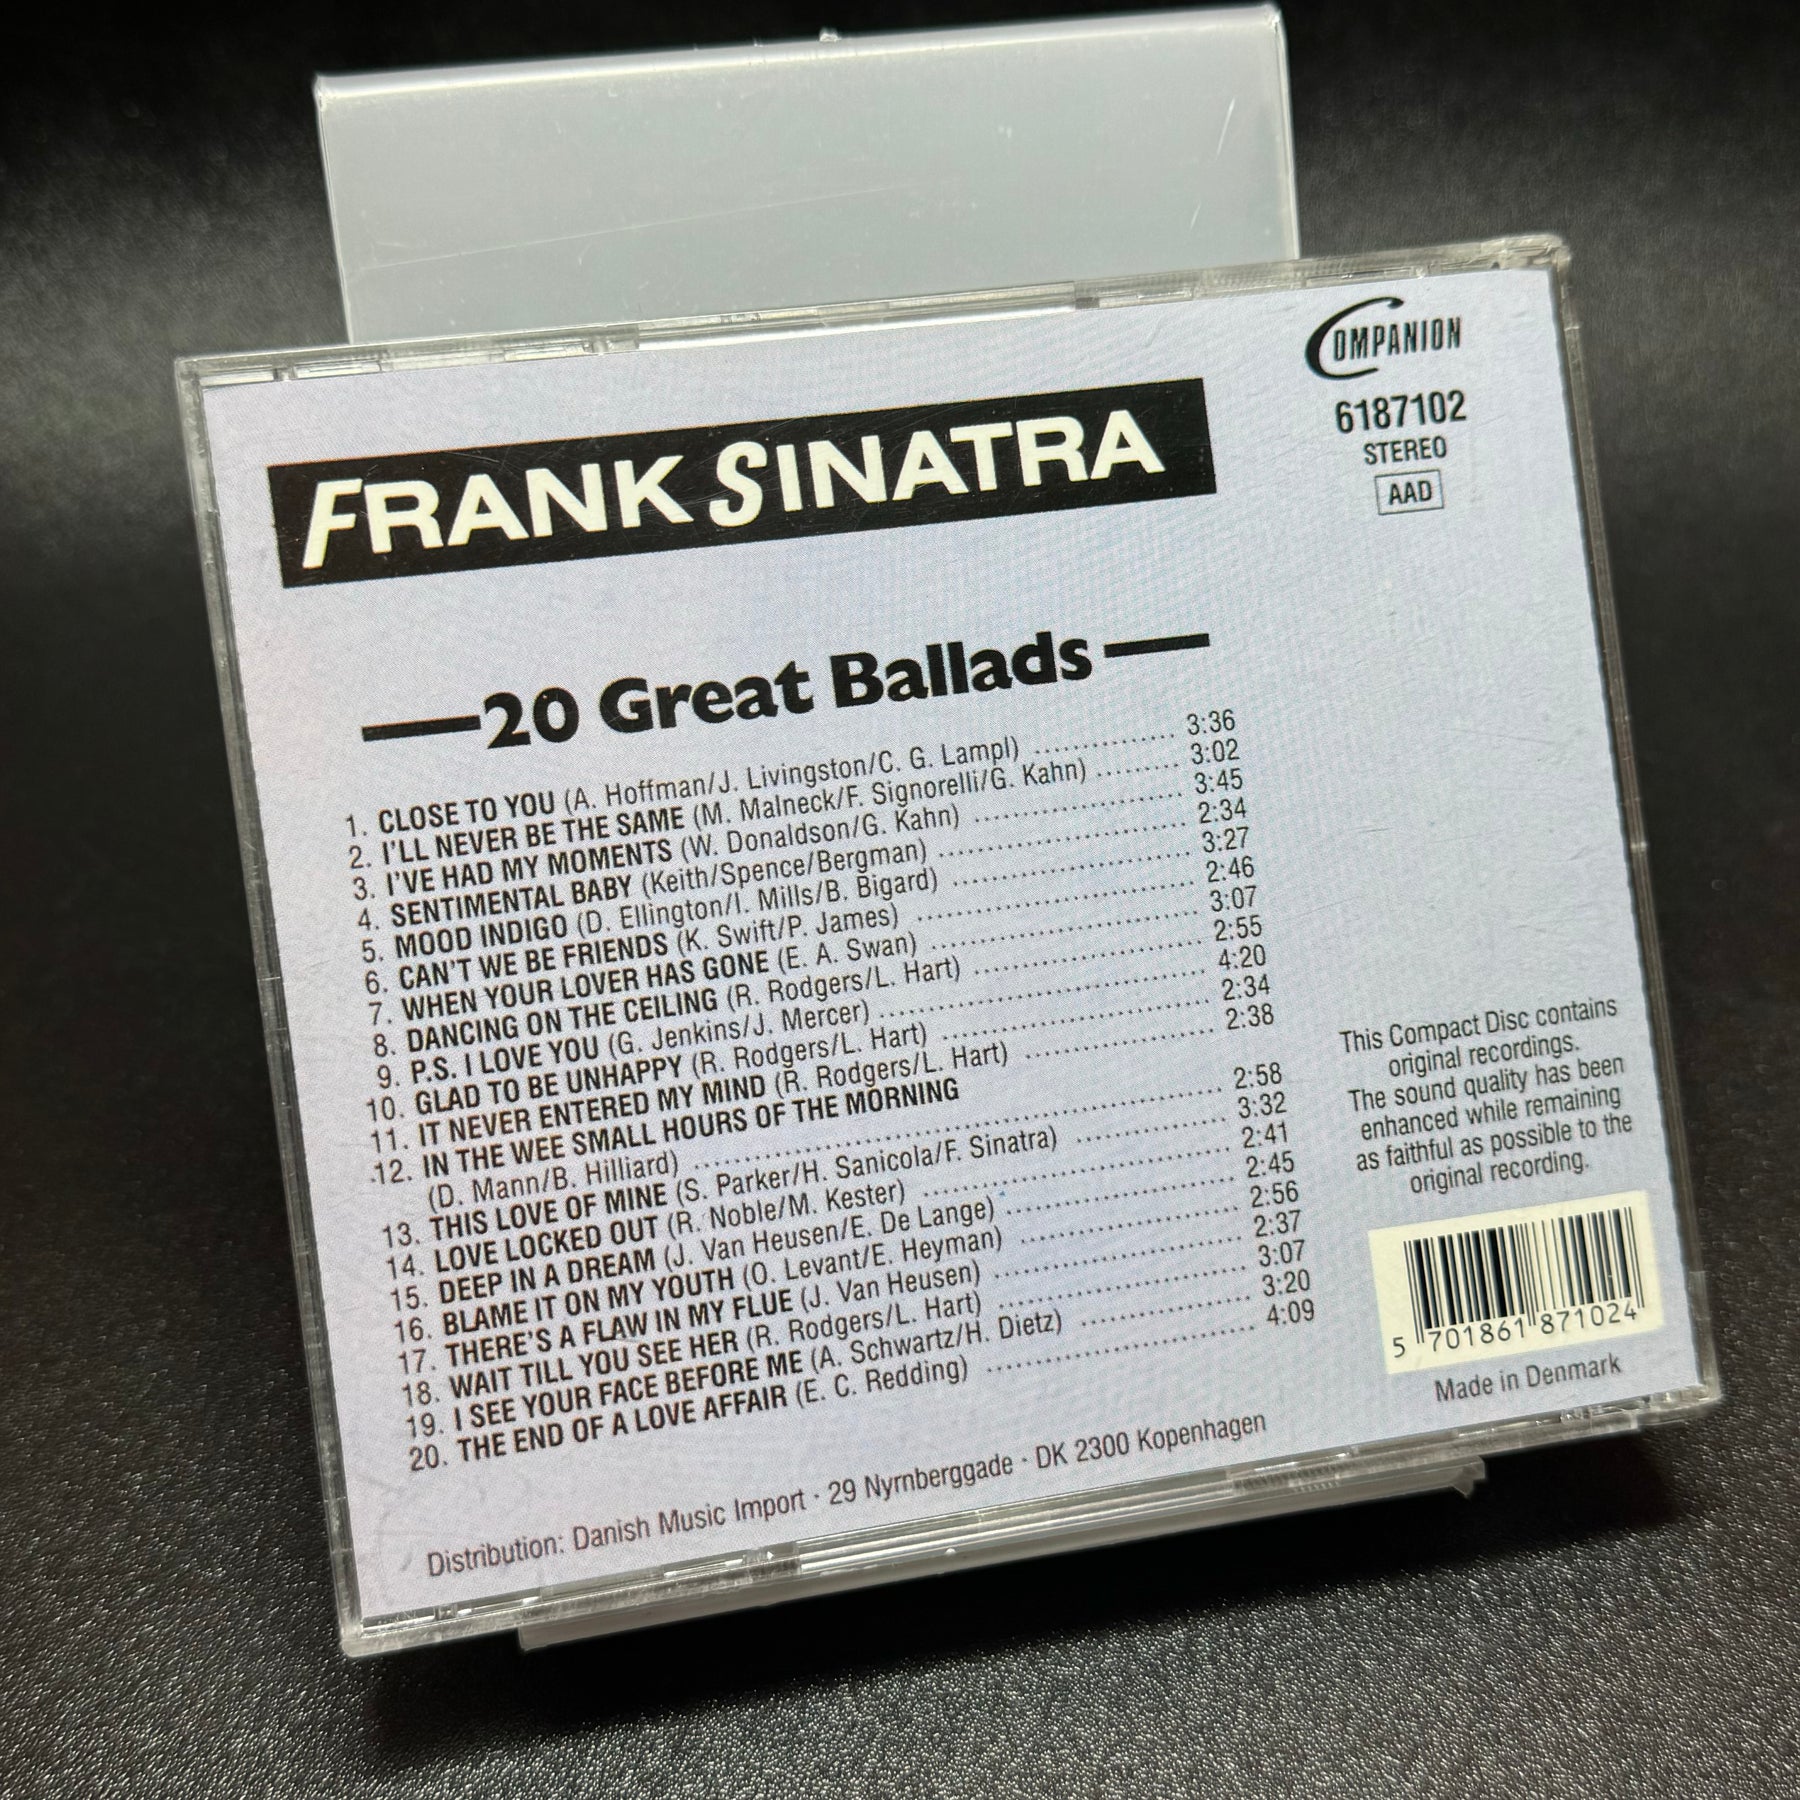 COMPANION
6187102
STEREO
AAD
FRANK SINATRA
20 Great Ballads
1. CLOSE TO YOU (A. Hoffman/J. Livingston/C. G. Lampl) 3:36
2. I'LL NEVER BE THE SAME (M. Malneck/F. Signorelli/G. Kahn) 3:02
3. I'VE HAD MY MOMENTS (W. Donaldson/G. Kahn) 3:45
4. SENTIMENTAL BABY (Keith/Spence/Bergman) 2:34
5. MOOD INDIGO (D. Ellington/I. Mills/B. Bigard) 3:27
6. CAN'T WE BE FRIENDS (K. Swift/P. James) 2:46
7. WHEN YOUR LOVER HAS GONE (E. A. Swan) 3:07
8. DANCING ON THE CEILING (R. Rodgers/L. Hart) 2:55
9. P.S. I LOVE YOU (G. Jenkins/J. Mercer) 4:20
10. GLAD TO BE UNHAPPY (R. Rodgers/L. Hart) 2:34
11. IT NEVER ENTERED MY MIND (R. Rodgers/L. Hart) 2:38
12. IN THE WEE SMALL HOURS OF THE MORNING
(D. Mann/B. Hilliard) 2:58
13. THIS LOVE OF MINE (S. Parker/H. Sanicola/F. Sinatra) 3:32
14. LOVE LOCKED OUT (R. Noble/M. Kester) 2:41
15. DEEP IN A DREAM (J. Van Heusen/E. De Lange) 2:45
16. BLAME IT ON MY YOUTH (O. Levant/E. Heyman) 2:56
17. THERE'S A FLAW IN MY FLUE (J. Van Heusen) 2:37
18. WAIT TILL YOU SEE HER (R. Rodgers/L. Hart) 3:07
19. I SEE YOUR FACE BEFORE ME (A. Schwartz/H. Dietz) 3:20
20. THE END OF A LOVE AFFAIR (E. C. Redding) 4:09
Distribution: Danish Music Import · 29 Nyrnberggade · DK 2300 Kopenhagen
This Compact Disc contains
original recordings.
The sound quality has been
enhanced while remaining
as faithful as possible to the
original recording.
5 701861 871024
Made in Denmark